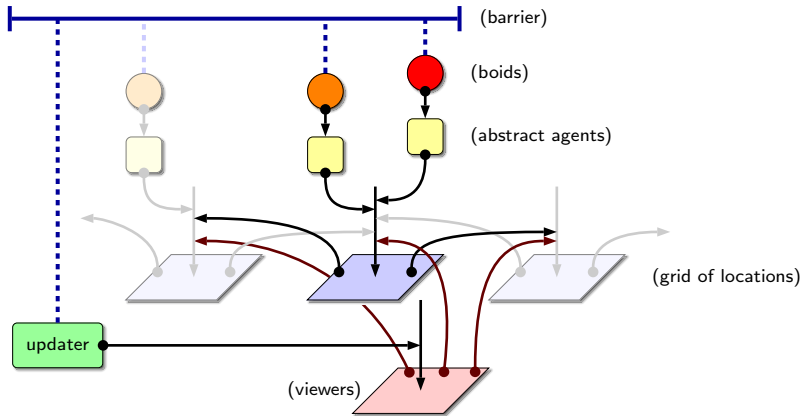 (barrier)
(boids)
(abstract agents)
(grid of locations)
updater
(viewers)